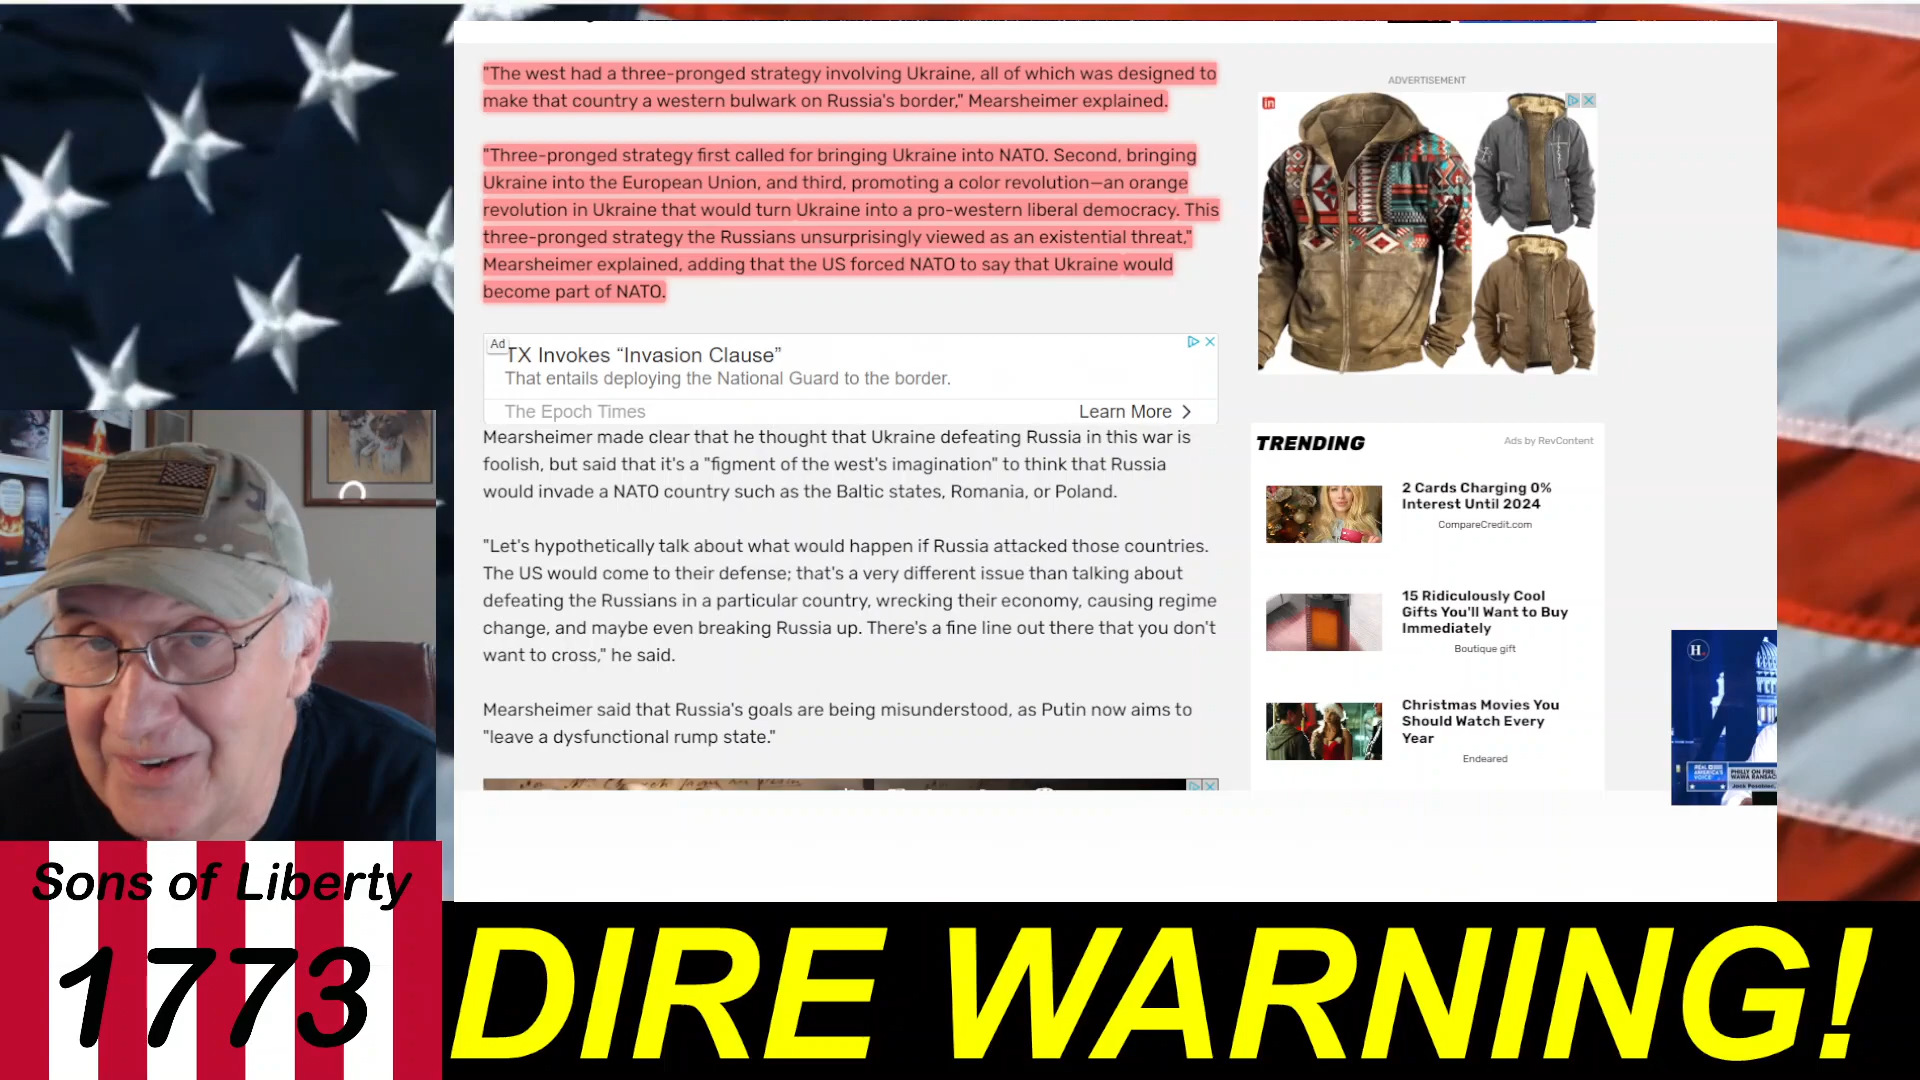 "The west had a three-pronged strategy involving Ukraine, all of which was designed to
make that country a western bulwark on Russia's border," Mearsheimer explained.
"Three-pronged strategy first called for bringing Ukraine into NATO. Second, bringing
Ukraine into the European Union, and third, promoting a color revolution—an orange
revolution in Ukraine that would turn Ukraine into a pro-western liberal democracy. This
three-pronged strategy the Russians unsurprisingly viewed as an existential threat,"
Mearsheimer explained, adding that the US forced NATO to say that Ukraine would
become part of NATO.
Ad
TX Invokes “Invasion Clause”
That entails deploying the National Guard to the border.
The Epoch Times
Learn More
Mearsheimer made clear that he thought that Ukraine defeating Russia in this war is
foolish, but said that it's a "figment of the west's imagination" to think that Russia
would invade a NATO country such as the Baltic states, Romania, or Poland.
"Let's hypothetically talk about what would happen if Russia attacked those countries.
The US would come to their defense; that's a very different issue than talking about
defeating the Russians in a particular country, wrecking their economy, causing regime
change, and maybe even breaking Russia up. There's a fine line out there that you don't
want to cross," he said.
Mearsheimer said that Russia's goals are being misunderstood, as Putin now aims to
"leave a dysfunctional rump state."
ADVERTISEMENT
in
TRENDING
Ads by RevContent
2 Cards Charging 0%
Interest Until 2024
CompareCredit.com
15 Ridiculously Cool
Gifts You'll Want to Buy
Immediately
Boutique gift
Christmas Movies You
Should Watch Every
Year
Endeared
H.
REAL
AMERICA'S
VOICE
PHILLY ON FIRE
WAWA RANSAC
Jack Posobiec,
Sons of Liberty
1773
DIRE WARNING!